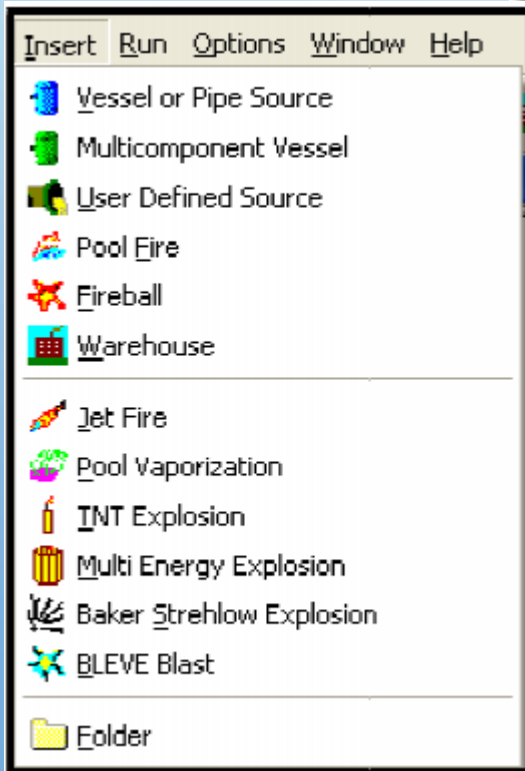 Insert Run Options Window Help
Vessel or Pipe Source
Multicomponent Vessel
User Defined Source
Pool Fire
Fireball
Warehouse
Jet Fire
Pool Vaporization
TNT Explosion
Multi Energy Explosion
Baker Strehlow Explosion
BLEVE Blast
Folder